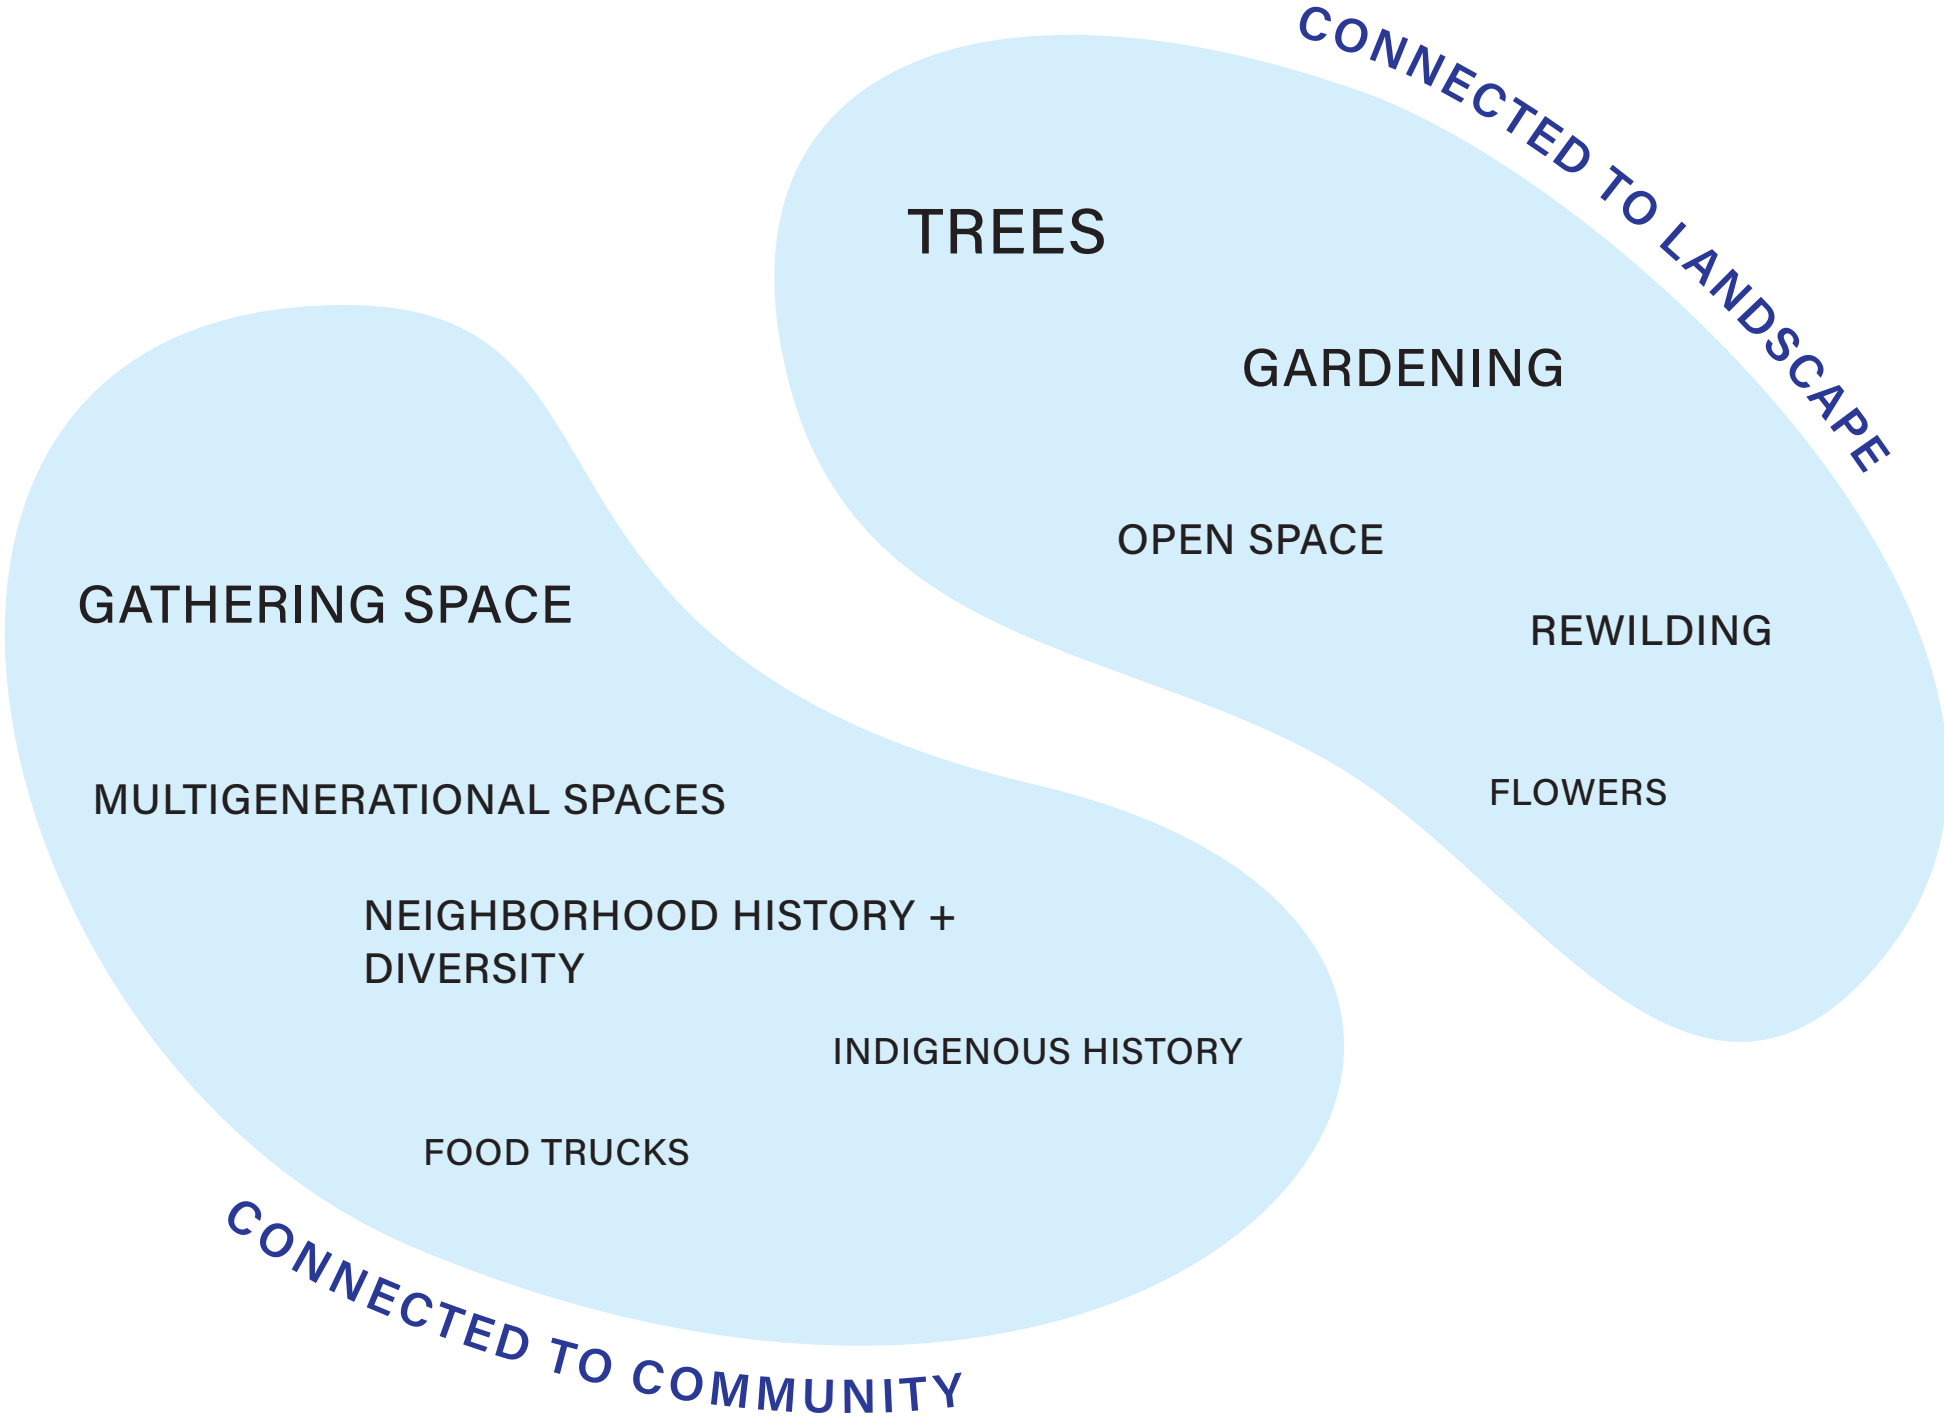 CONNECTED TO LANDSCAPE
TREES
GARDENING
OPEN SPACE
REWILDING
FLOWERS
GATHERING SPACE
MULTIGENERATIONAL SPACES
NEIGHBORHOOD HISTORY +
DIVERSITY
INDIGENOUS HISTORY
FOOD TRUCKS
CONNECTED TO COMMUNITY